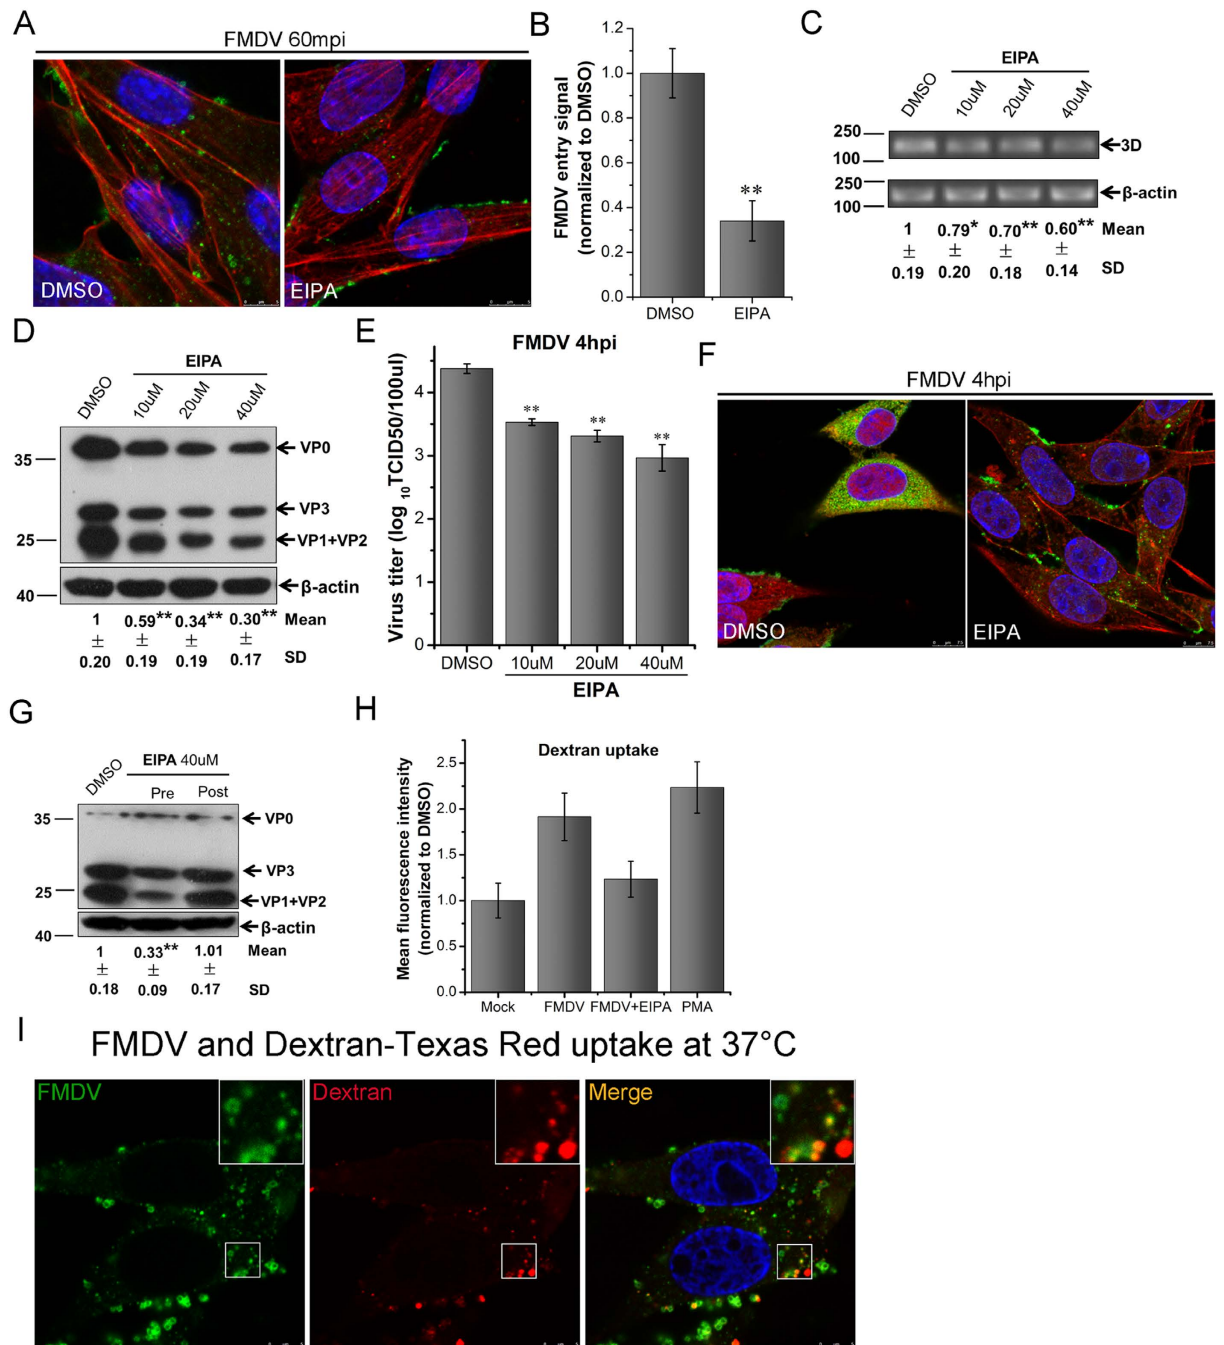 A
FMDV 60mpi
DMSO
EIPA
B
FMDV entry signal
(normalized to DMSO)
1.2
1.0
0.8
0.6
0.4
0.2
0.0
**
DMSO
EIPA
C
EIPA
DMSO
10uM
20uM
40uM
250
100
3D
250
100
β-actin
1 0.79* 0.70** 0.60** Mean
± ± ± ±
0.19 0.20 0.18 0.14 SD
D
EIPA
DMSO
10uM
20uM
40uM
VP0
35
VP3
25
VP1+VP2
β-actin
40
1 0.59** 0.34** 0.30** Mean
± ± ± ±
0.20 0.19 0.19 0.17 SD
E
FMDV 4hpi
Virus titer (log 10 TCID50/100ul)
4
3
2
1
0
**
**
**
DMSO
10uM
20uM
40uM
EIPA
F
FMDV 4hpi
DMSO
EIPA
G
EIPA 40uM
DMSO
Pre
Post
35
VP0
VP3
25
VP1+VP2
β-actin
40
1 0.33** 1.01 Mean
± ± ±
0.18 0.09 0.17 SD
H
Dextran uptake
Mean fluorescence intensity
(normalized to DMSO)
2.5
2.0
1.5
1.0
0.5
0.0
Mock
FMDV
FMDV+EIPA
PMA
I
FMDV and Dextran-Texas Red uptake at 37°C
FMDV
Dextran
Merge